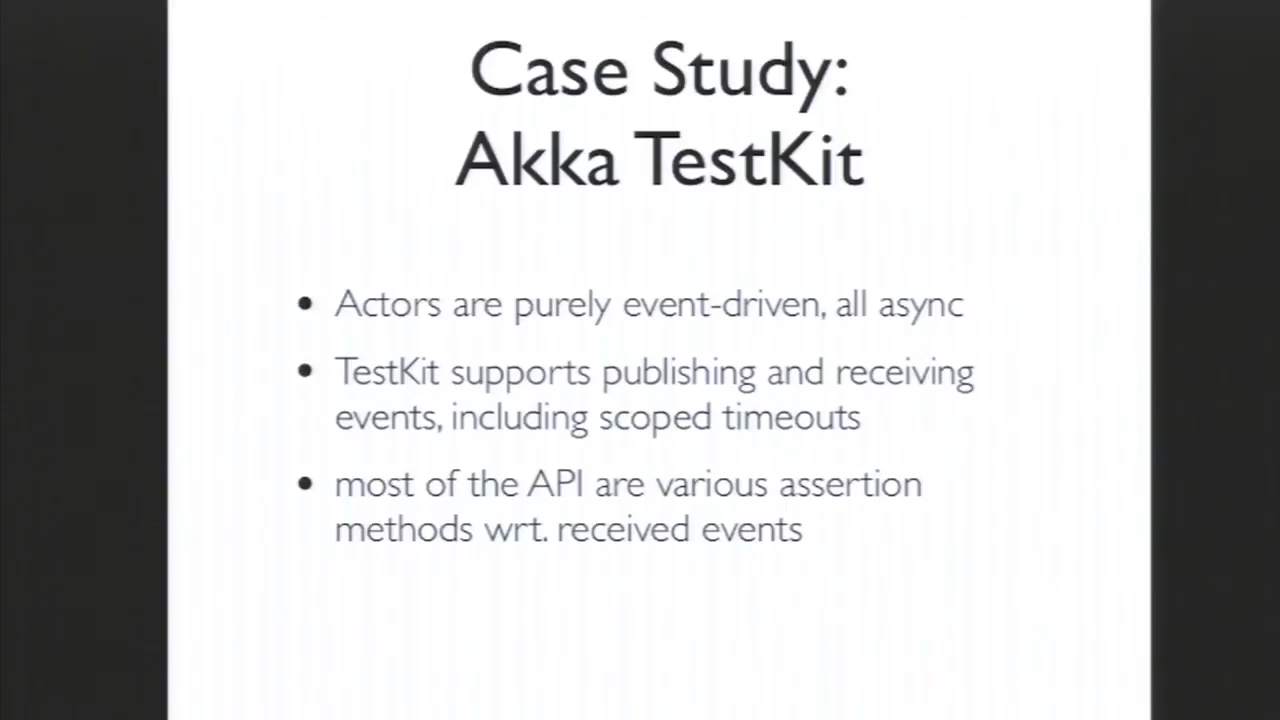 Case Study:
Akka TestKit
• Actors are purely event-driven, all async
• TestKit supports publishing and receiving
events, including scoped timeouts
• most of the API are various assertion
methods wrt. received events